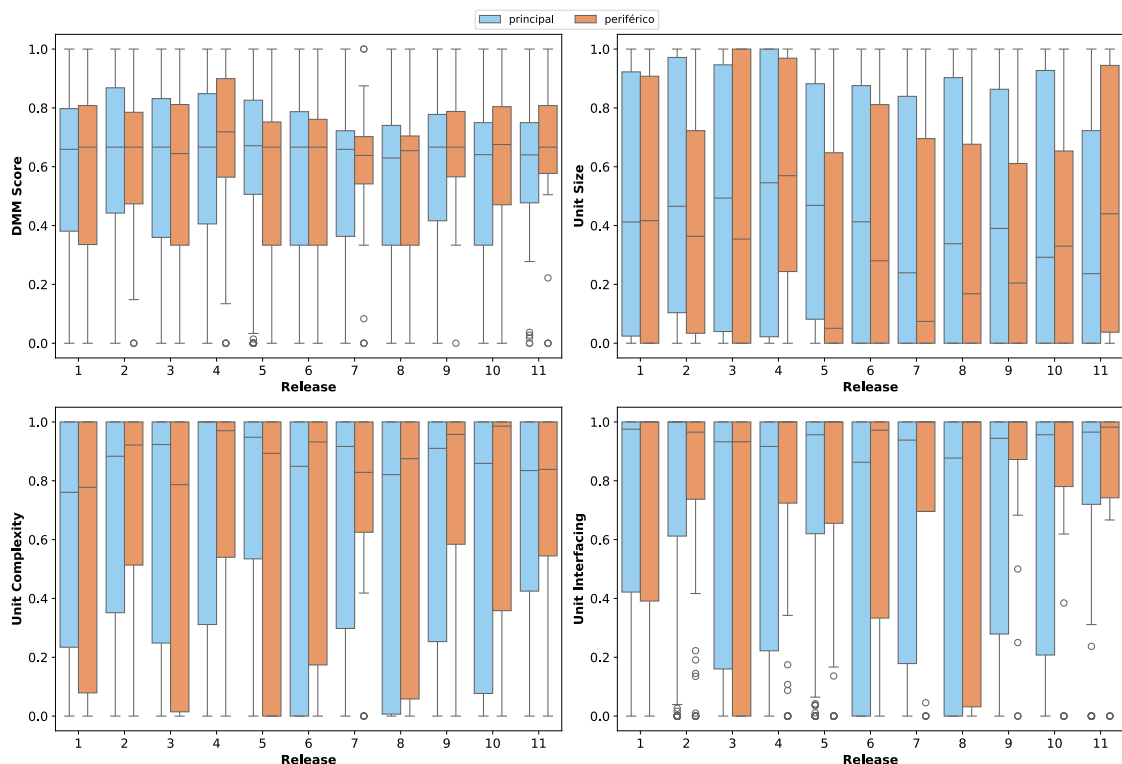 principal periférico
DMM Score
1.0
0.8
0.6
0.4
0.2
0.0
1 2 3 4 5 6 7 8 9 10 11
Release
Unit Size
1.0
0.8
0.6
0.4
0.2
0.0
1 2 3 4 5 6 7 8 9 10 11
Release
Unit Complexity
1.0
0.8
0.6
0.4
0.2
0.0
1 2 3 4 5 6 7 8 9 10 11
Release
Unit Interfacing
1.0
0.8
0.6
0.4
0.2
0.0
1 2 3 4 5 6 7 8 9 10 11
Release